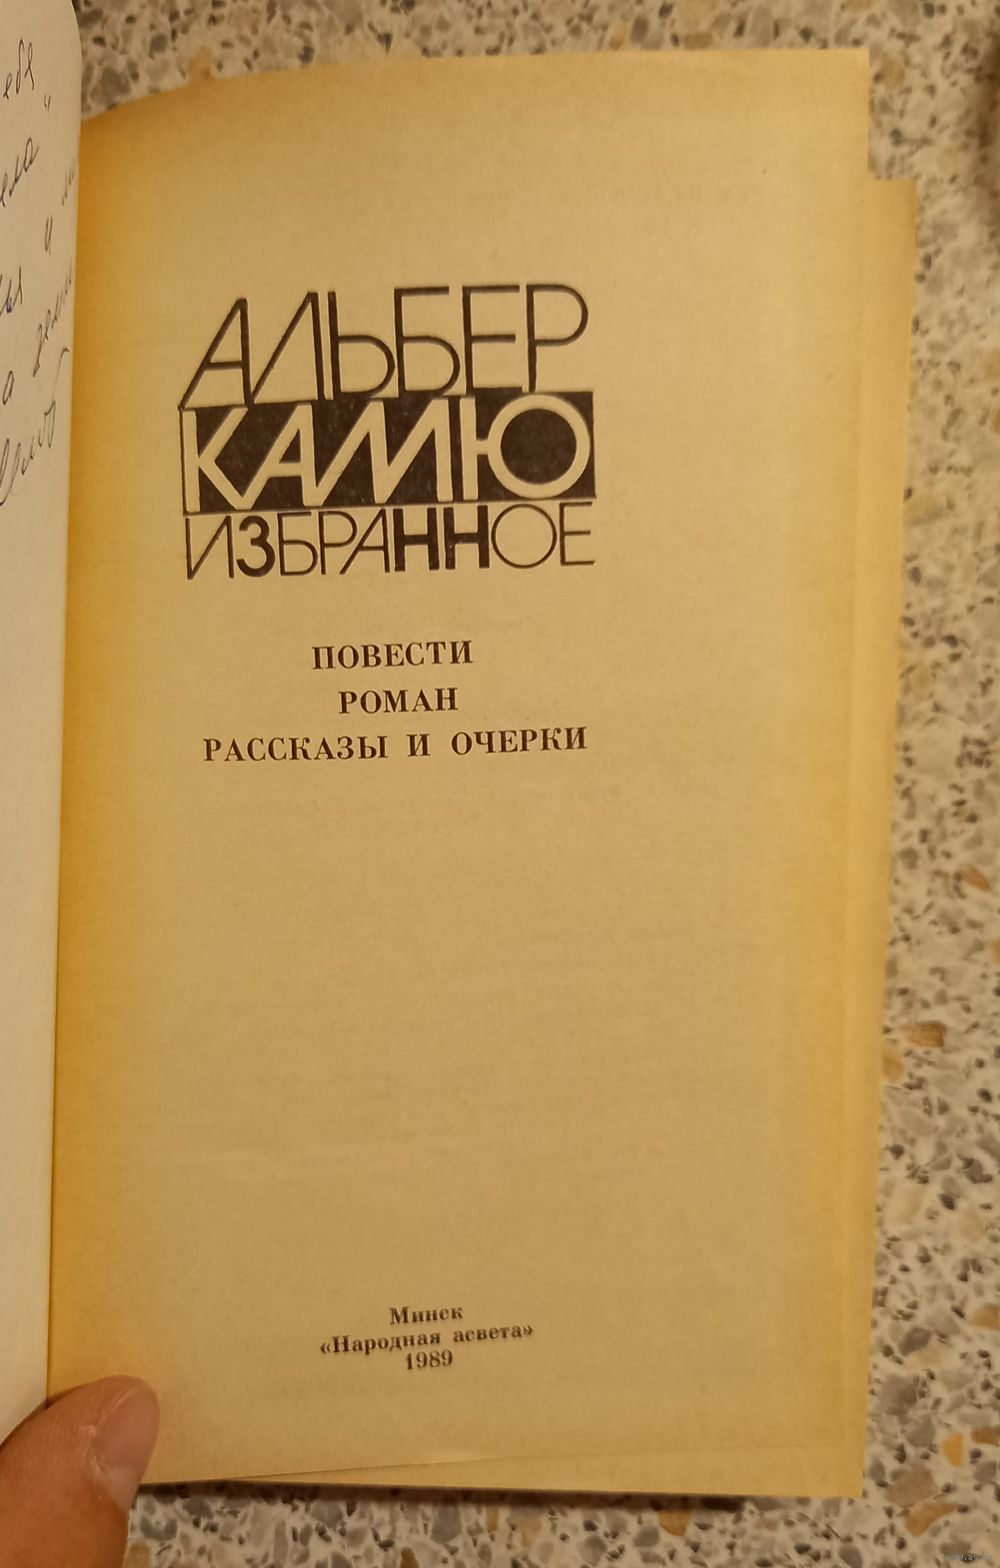 АЛЬБЕР
КАМЮ
ИЗБРАННОЕ
ПОВЕСТИ
РОМАН
РАССКАЗЫ И ОЧЕРКИ
Минск
«Народная асвета»
1989